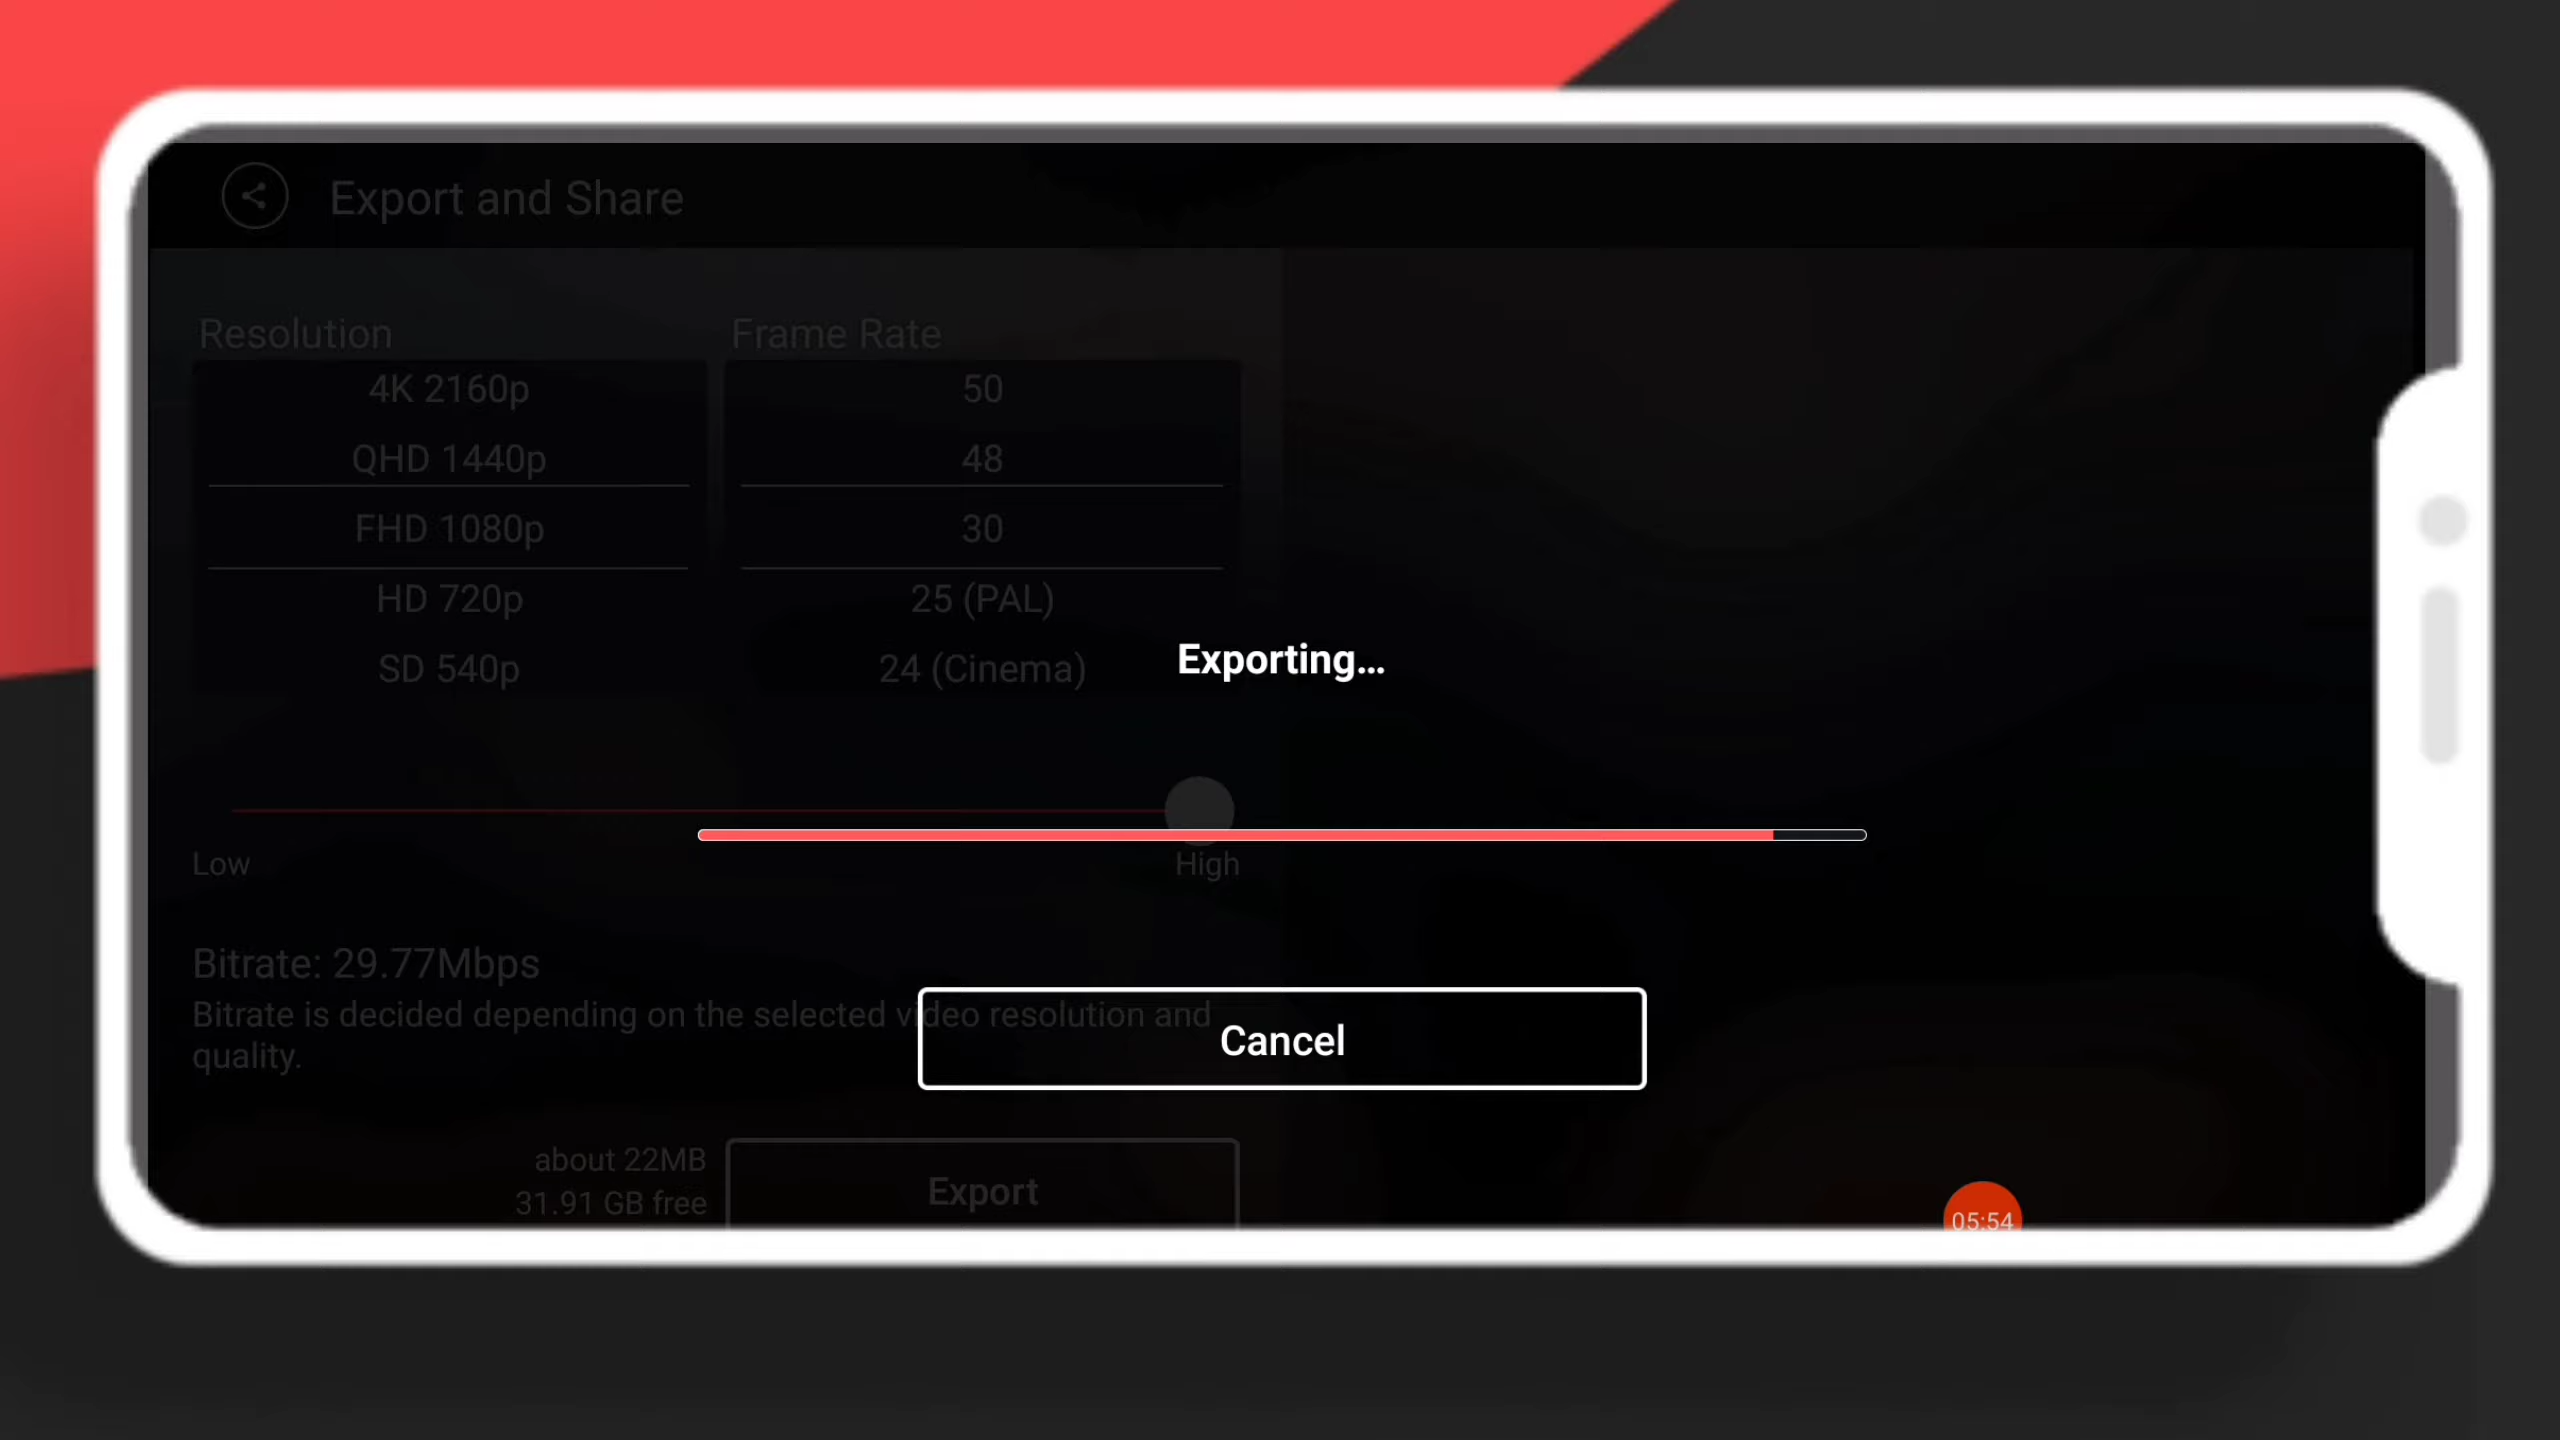 Export and Share
Resolution
Frame Rate
4K 2160p
50
QHD 1440p
48
FHD 1080p
30
HD 720p
25 (PAL)
SD 540p
24 (Cinema)
Exporting...
Low
High
Bitrate: 29.77Mbps
Bitrate is decided depending on the selected video resolution and
quality.
Cancel
about 22MB
31.91 GB free
Export
05:54